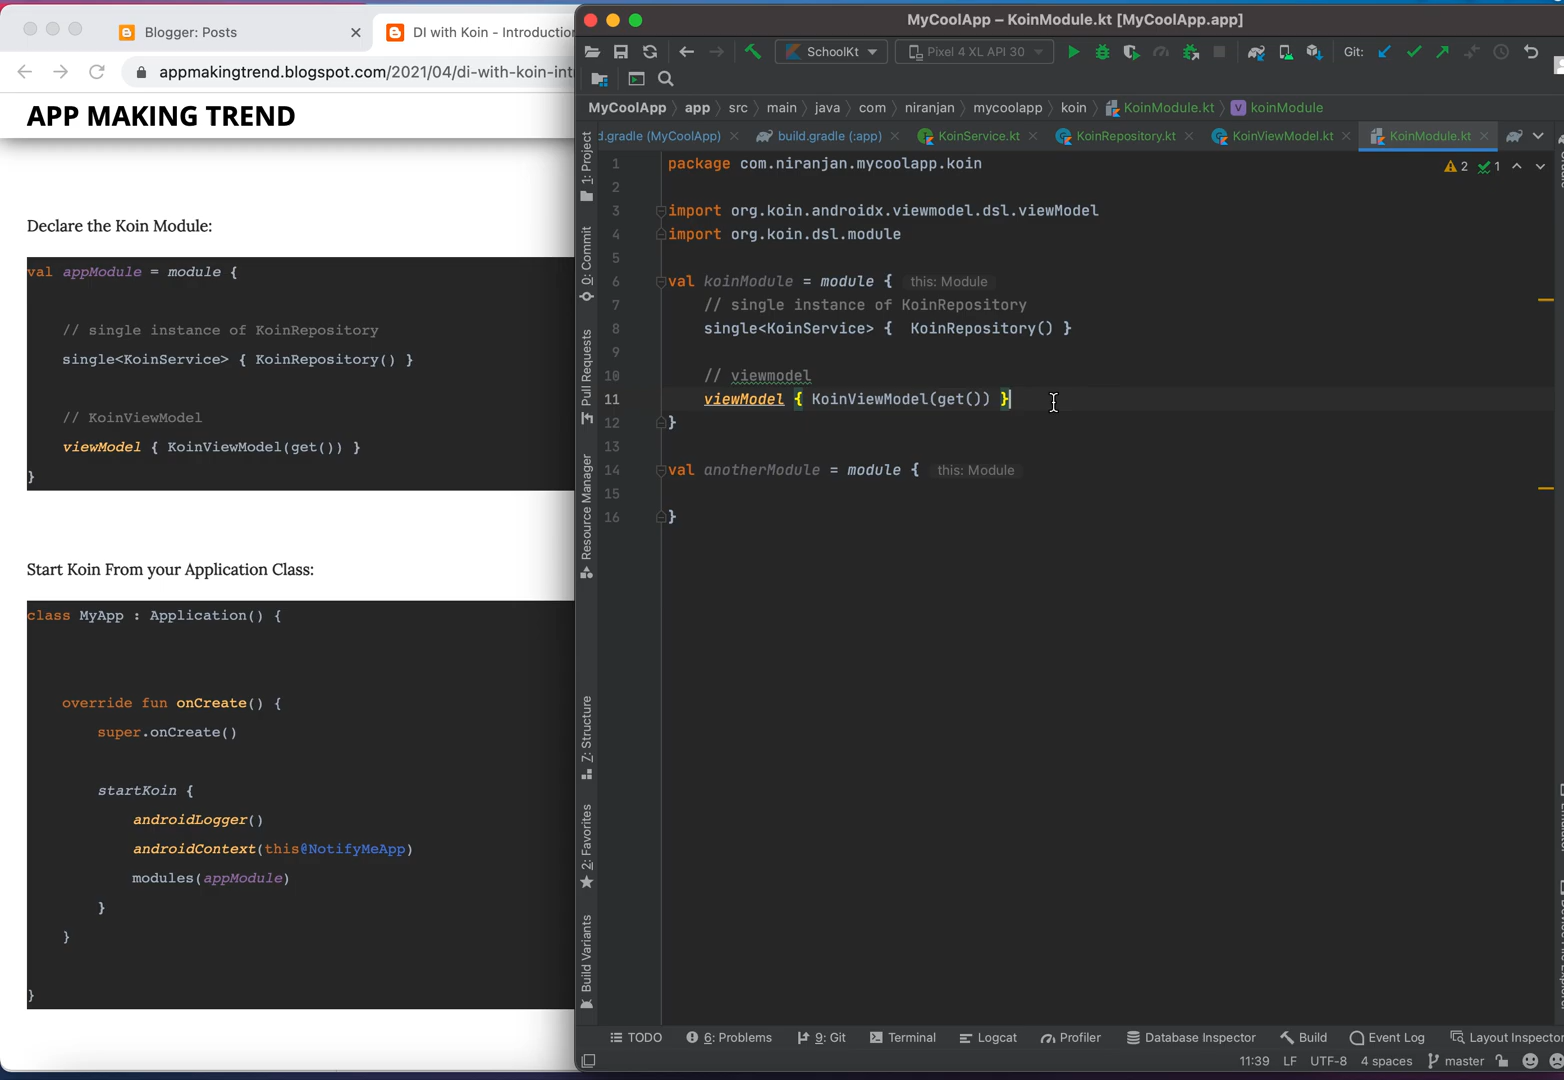 Blogger: Posts
DI with Koin - Introduction
appmakingtrend.blogspot.com/2021/04/di-with-koin-int
APP MAKING TREND
Declare the Koin Module:
val appModule = module {
// single instance of KoinRepository
single<KoinService> { KoinRepository() }
// KoinViewModel
viewModel { KoinViewModel(get()) }
}
Start Koin From your Application Class:
class MyApp : Application() {
override fun onCreate() {
super.onCreate()
startKoin {
androidLogger()
androidContext(this@NotifyMeApp)
modules(appModule)
}
}
}
MyCoolApp – KoinModule.kt [MyCoolApp.app]
SchoolKt
Pixel 4 XL API 30
Git:
MyCoolApp
app
src
main
java
com
niranjan
mycoolapp
koin
KoinModule.kt
koinModule
d.gradle (MyCoolApp)
build.gradle (:app)
KoinService.kt
KoinRepository.kt
KoinViewModel.kt
KoinModule.kt
2
1
1: Project
0: Commit
Pull Requests
Resource Manager
7: Structure
2: Favorites
Build Variants
1 package com.niranjan.mycoolapp.koin
2
3 import org.koin.androidx.viewmodel.dsl.viewModel
4 import org.koin.dsl.module
5
6 val koinModule = module { this: Module
7 // single instance of KoinRepository
8 single<KoinService> { KoinRepository() }
9
10 // viewmodel
11 viewModel { KoinViewModel(get()) }
12 }
13
14 val anotherModule = module { this: Module
15
16 }
TODO
6: Problems
9: Git
Terminal
Logcat
Profiler
Database Inspector
Build
Event Log
Layout Inspector
11:39 LF UTF-8 4 spaces master